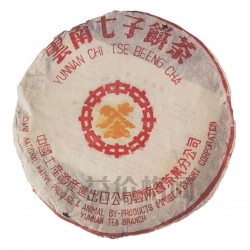 雲南七子餅茶
YUNNAN CHI TSE BEENG CHA
中國土產畜產進出口公司雲南省茶葉分公司
CHINA NATIONAL NATIVE PRODUCE & ANIMAL BY-PRODUCTS IMPORT & EXPORT CORPORATION
YUNNAN TEA BRANCH